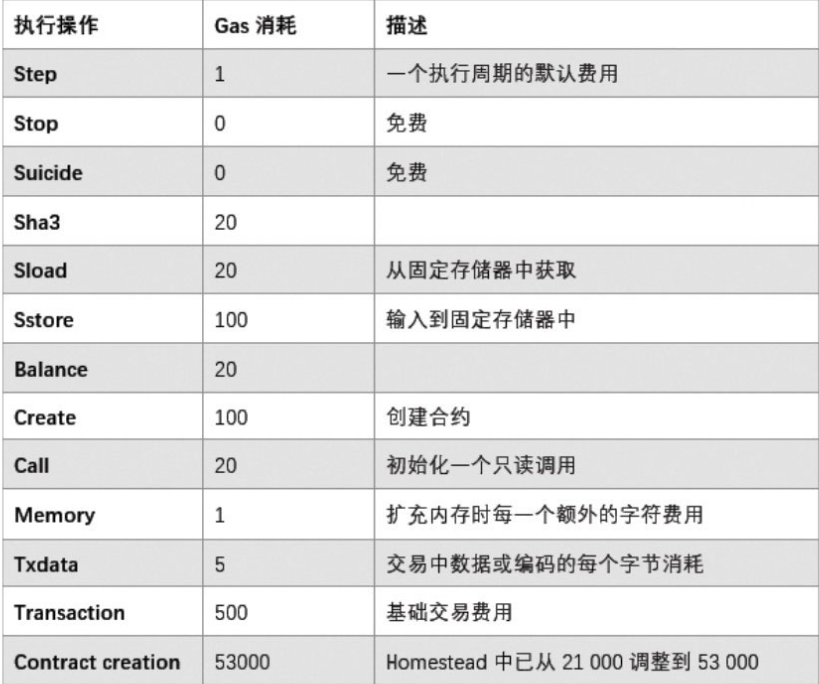 执行操作 Gas 消耗 描述
Step 1 一个执行周期的默认费用
Stop 0 免费
Suicide 0 免费
Sha3 20
Sload 20 从固定存储器中获取
Sstore 100 输入到固定存储器中
Balance 20
Create 100 创建合约
Call 20 初始化一个只读调用
Memory 1 扩充内存时每一个额外的字符费用
Txdata 5 交易中数据或编码的每个字节消耗
Transaction 500 基础交易费用
Contract creation 53000 Homestead 中已从 21 000 调整到 53 000